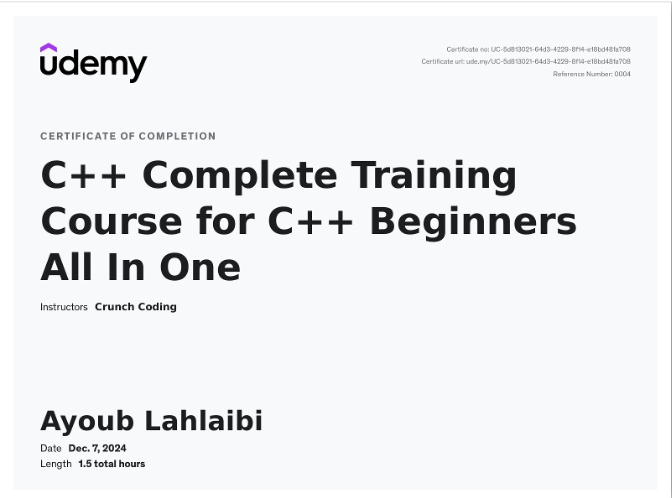 udemy
Certificate no: UC-5d813021-64d3-4229-8f14-e18bd481a708
Certificate url: ude.my/UC-5d813021-64d3-4229-8f14-e18bd481a708
Reference Number: 0004
CERTIFICATE OF COMPLETION
C++ Complete Training
Course for C++ Beginners
All In One
Instructors Crunch Coding
Ayoub Lahlaibi
Date Dec. 7, 2024
Length 1.5 total hours